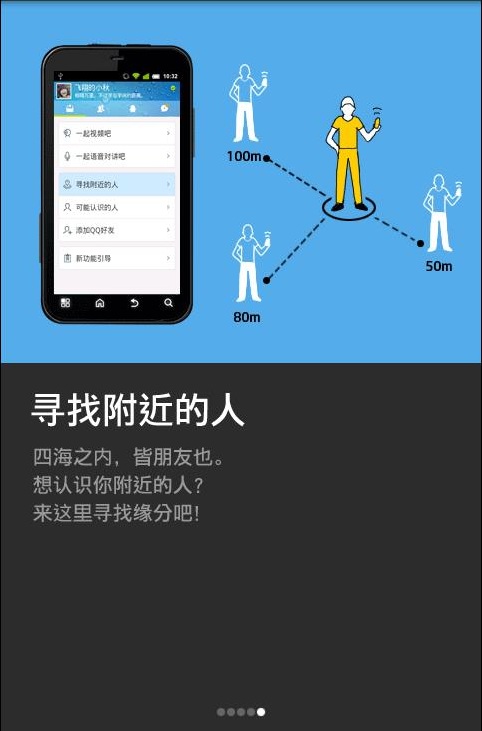 10:32
飞翔的小秋
一起视频吧
一起语音对讲吧
寻找附近的人
可能认识的人
添加QQ好友
新功能引导
100m
50m
80m
寻找附近的人
四海之内，皆朋友也。
想认识你附近的人？
来这里寻找缘分吧！